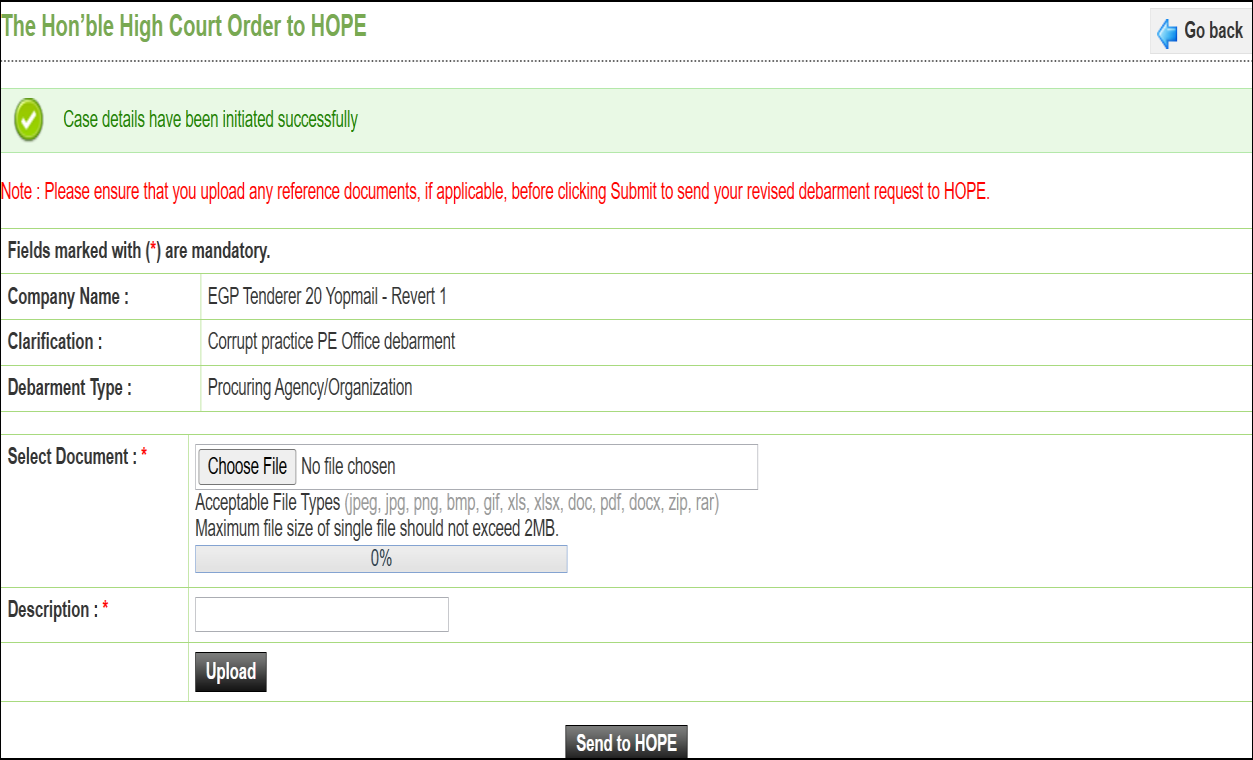 The Hon’ble High Court Order to HOPE
Go back
Case details have been initiated successfully
Note : Please ensure that you upload any reference documents, if applicable, before clicking Submit to send your revised debarment request to HOPE.
Fields marked with (*) are mandatory.
Company Name : EGP Tenderer 20 Yopmail - Revert 1
Clarification : Corrupt practice PE Office debarment
Debarment Type : Procuring Agency/Organization
Select Document : * Choose File No file chosen
Acceptable File Types (jpeg, jpg, png, bmp, gif, xls, xlsx, doc, pdf, docx, zip, rar)
Maximum file size of single file should not exceed 2MB.
0%
Description : *
Upload
Send to HOPE